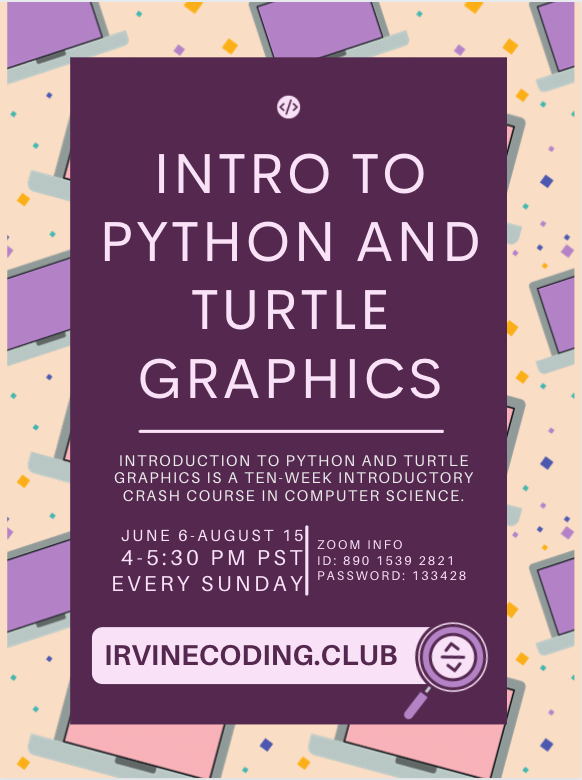 </>
INTRO TO
PYTHON AND
TURTLE
GRAPHICS
INTRODUCTION TO PYTHON AND TURTLE
GRAPHICS IS A TEN-WEEK INTRODUCTORY
CRASH COURSE IN COMPUTER SCIENCE.
JUNE 6-AUGUST 15
4-5:30 PM PST
EVERY SUNDAY
ZOOM INFO
ID: 890 1539 2821
PASSWORD: 133428
IRVINECODING.CLUB